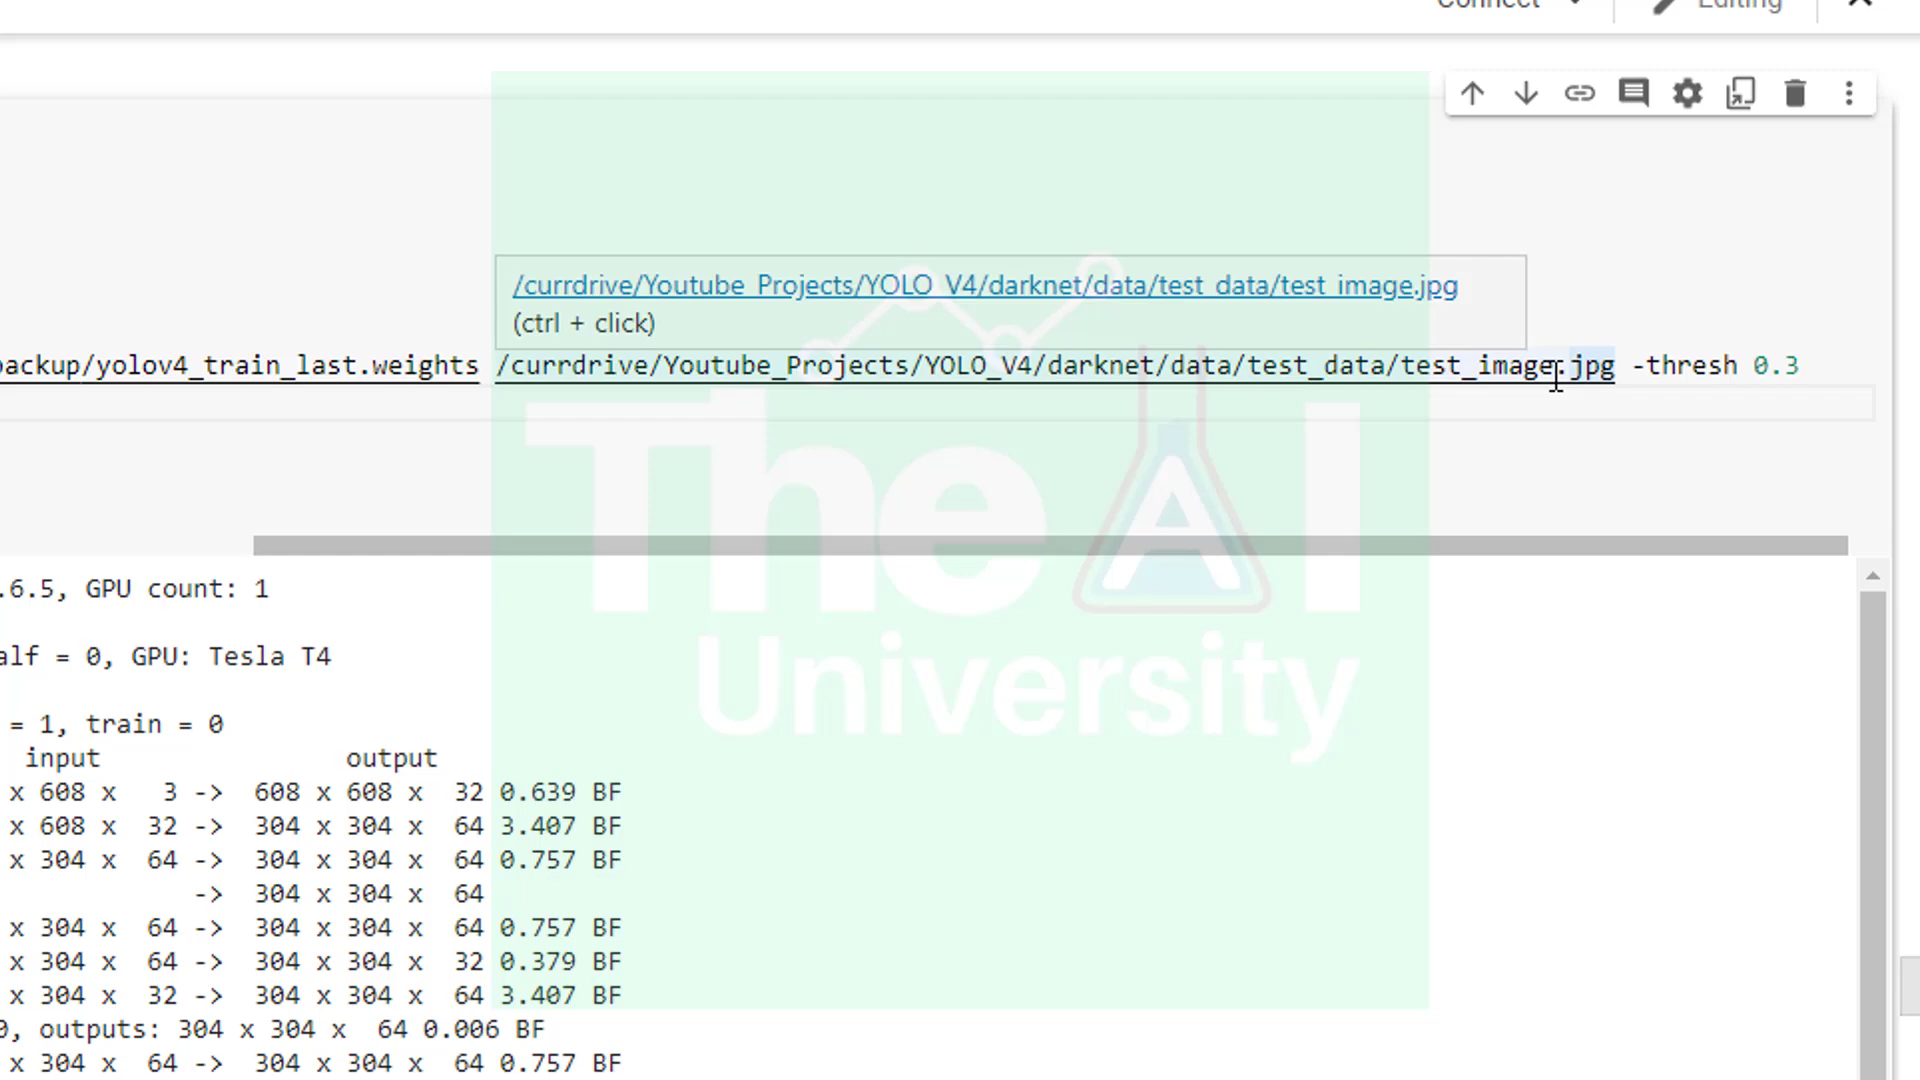 Connect Editing
/currdrive/Youtube_Projects/YOLO_V4/darknet/data/test_data/test_image.jpg
(ctrl + click)
backup/yolov4_train_last.weights /currdrive/Youtube_Projects/YOLO_V4/darknet/data/test_data/test_image.jpg -thresh 0.3
The AI
University
.6.5, GPU count: 1
alf = 0, GPU: Tesla T4
= 1, train = 0
input output
x 608 x 3 -> 608 x 608 x 32 0.639 BF
x 608 x 32 -> 304 x 304 x 64 3.407 BF
x 304 x 64 -> 304 x 304 x 64 0.757 BF
-> 304 x 304 x 64
x 304 x 64 -> 304 x 304 x 64 0.757 BF
x 304 x 64 -> 304 x 304 x 32 0.379 BF
x 304 x 32 -> 304 x 304 x 64 3.407 BF
0, outputs: 304 x 304 x 64 0.006 BF
x 304 x 64 -> 304 x 304 x 64 0.757 BF